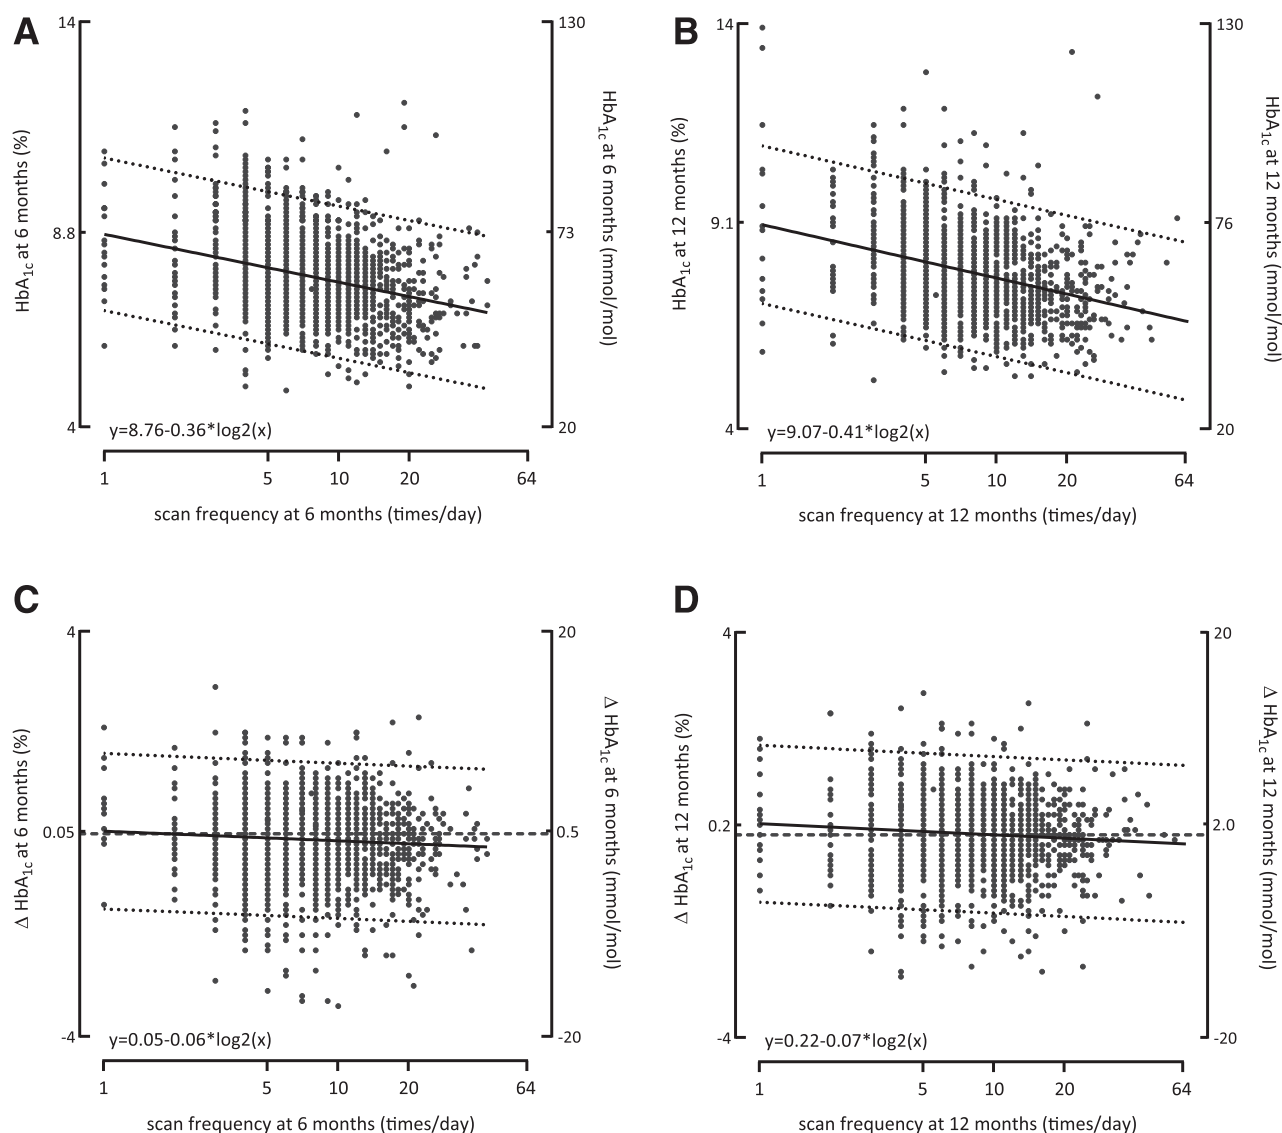 A
14
8.8
4
HbA1c at 6 months (%)
130
73
20
HbA1c at 6 months (mmol/mol)
y=8.76-0.36*log2(x)
1 5 10 20 64
scan frequency at 6 months (times/day)
B
14
9.1
4
HbA1c at 12 months (%)
130
76
20
HbA1c at 12 months (mmol/mol)
y=9.07-0.41*log2(x)
1 5 10 20 64
scan frequency at 12 months (times/day)
C
4
0.05
-4
Δ HbA1c at 6 months (%)
20
0.5
-20
Δ HbA1c at 6 months (mmol/mol)
y=0.05-0.06*log2(x)
1 5 10 20 64
scan frequency at 6 months (times/day)
D
4
0.2
-4
Δ HbA1c at 12 months (%)
20
2.0
-20
Δ HbA1c at 12 months (mmol/mol)
y=0.22-0.07*log2(x)
1 5 10 20 64
scan frequency at 12 months (times/day)